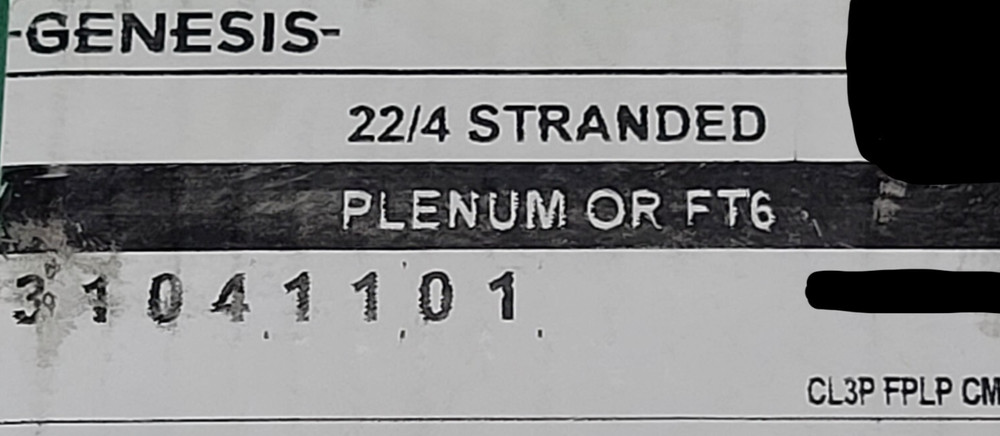 -GENESIS-
22/4 STRANDED
PLENUM OR FT6
31041101
CL3P FPLP CM